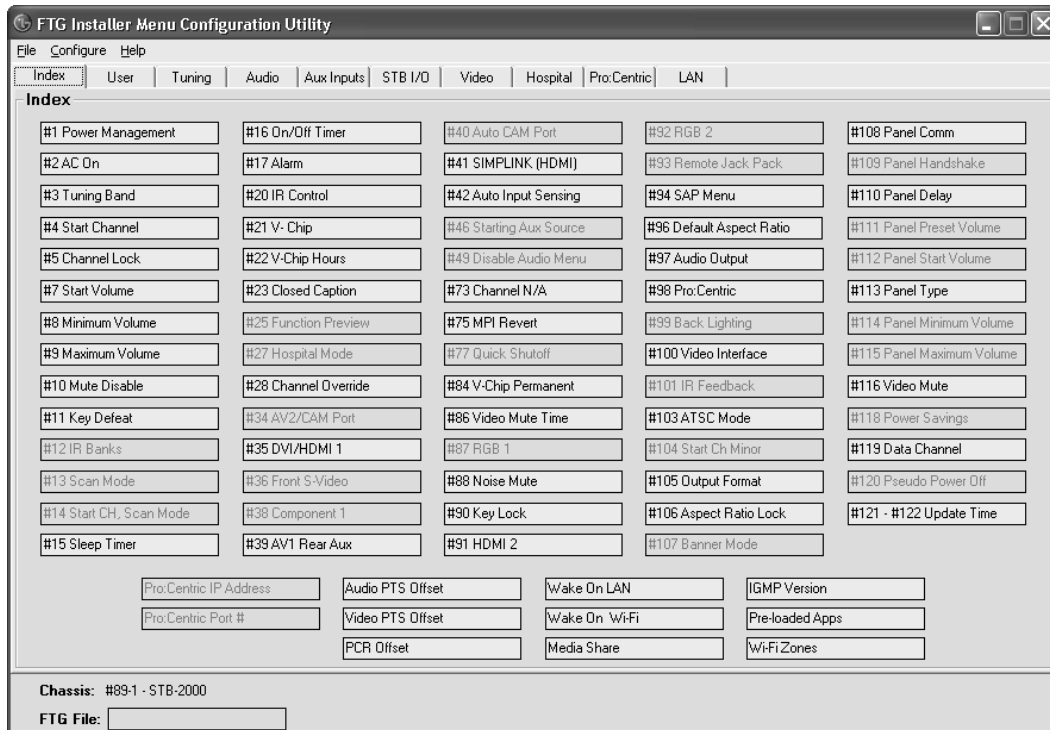 FTG Installer Menu Configuration Utility
File Configure Help
Index User Tuning Audio Aux Inputs STB I/O Video Hospital Pro:Centric LAN
Index
#1 Power Management #16 On/Off Timer #40 Auto CAM Port #92 RGB 2 #108 Panel Comm
#2 AC On #17 Alarm #41 SIMPLINK (HDMI) #93 Remote Jack Pack #109 Panel Handshake
#3 Tuning Band #20 IR Control #42 Auto Input Sensing #94 SAP Menu #110 Panel Delay
#4 Start Channel #21 V- Chip #46 Starting Aux Source #96 Default Aspect Ratio #111 Panel Preset Volume
#5 Channel Lock #22 V-Chip Hours #49 Disable Audio Menu #97 Audio Output #112 Panel Start Volume
#7 Start Volume #23 Closed Caption #73 Channel N/A #98 Pro:Centric #113 Panel Type
#8 Minimum Volume #25 Function Preview #75 MPI Revert #99 Back Lighting #114 Panel Minimum Volume
#9 Maximum Volume #27 Hospital Mode #77 Quick Shutoff #100 Video Interface #115 Panel Maximum Volume
#10 Mute Disable #28 Channel Override #84 V-Chip Permanent #101 IR Feedback #116 Video Mute
#11 Key Defeat #34 AV2/CAM Port #86 Video Mute Time #103 ATSC Mode #118 Power Savings
#12 IR Banks #35 DVI/HDMI 1 #87 RGB 1 #104 Start Ch Minor #119 Data Channel
#13 Scan Mode #36 Front S-Video #88 Noise Mute #105 Output Format #120 Pseudo Power Off
#14 Start CH, Scan Mode #38 Component 1 #90 Key Lock #106 Aspect Ratio Lock #121 - #122 Update Time
#15 Sleep Timer #39 AV1 Rear Aux #91 HDMI 2 #107 Banner Mode
Pro:Centric IP Address Audio PTS Offset Wake On LAN IGMP Version
Pro:Centric Port # Video PTS Offset Wake On Wi-Fi Pre-loaded Apps
PCR Offset Media Share Wi-Fi Zones
Chassis: #89-1 - STB-2000
FTG File: